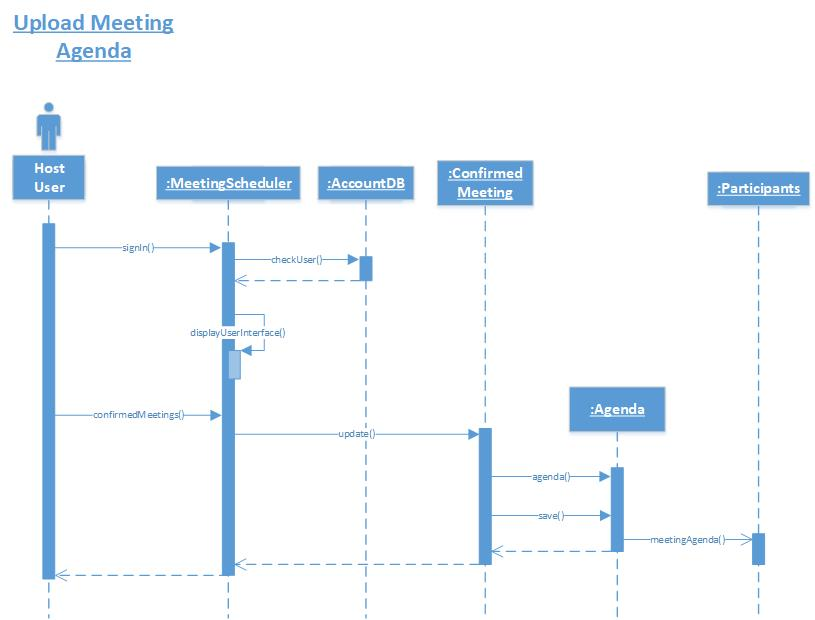 Upload Meeting
Agenda
Host
User
:MeetingScheduler
:AccountDB
:Confirmed
Meeting
:Participants
signIn()
checkUser()
displayUserInterface()
:Agenda
confirmedMeetings()
update()
agenda()
save()
meetingAgenda()